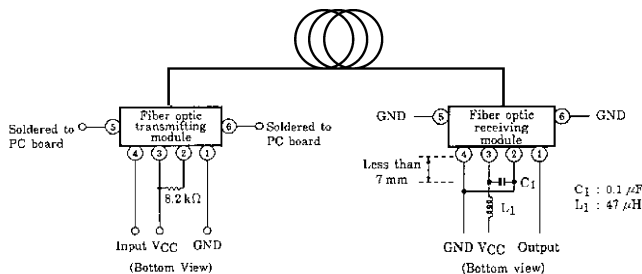 Fiber optic
transmitting
module
Soldered to
PC board
5
6
Soldered to
PC board
4
3
2
1
8.2 kΩ
Input
VCC
GND
(Bottom View)
GND
5
Fiber optic
receiving
module
6
GND
4
3
2
1
Less than
7 mm
C1
L1
C1 : 0.1 μF
L1 : 47 μH
GND
VCC
Output
(Bottom view)